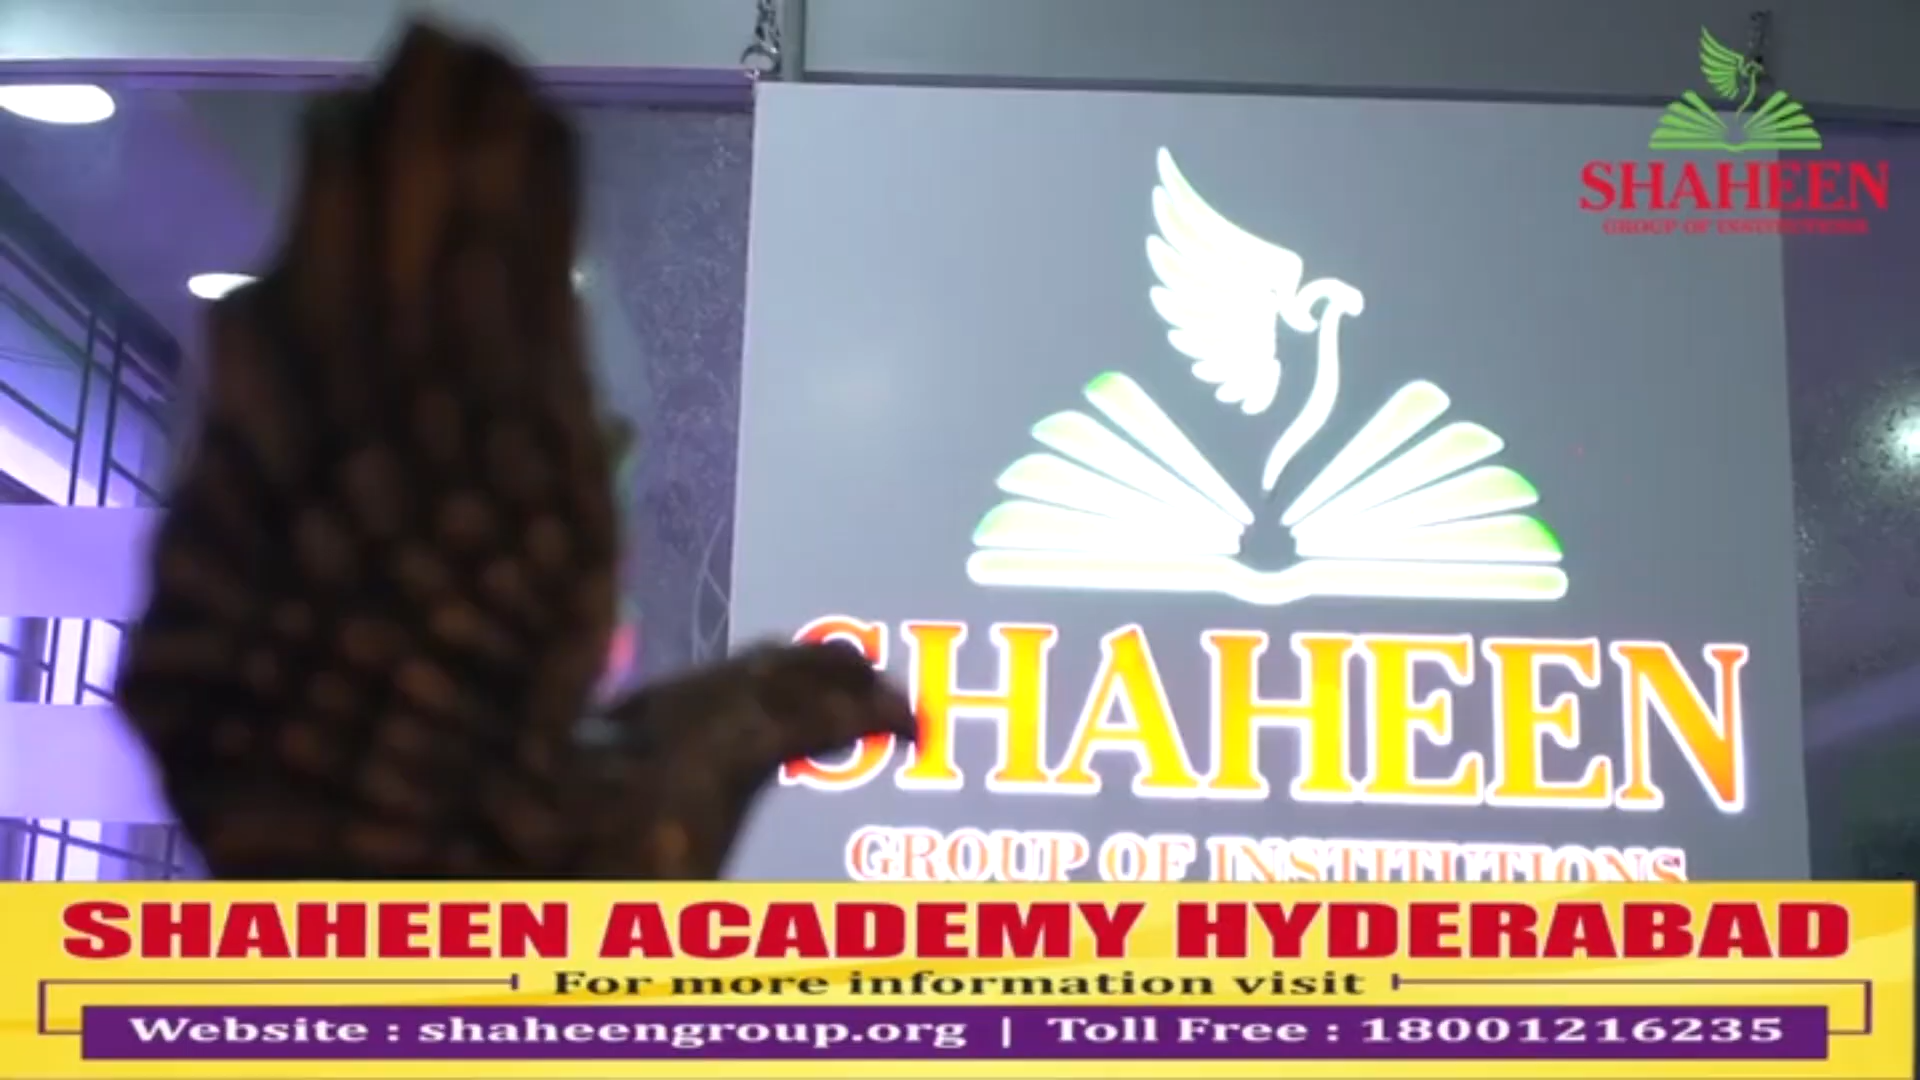 SHAHEEN
GROUP OF INSTITUTIONS
SHAHEEN
GROUP OF INSTITUTIONS
SHAHEEN ACADEMY HYDERABAD
For more information visit
Website : shaheengroup.org | Toll Free : 18001216235